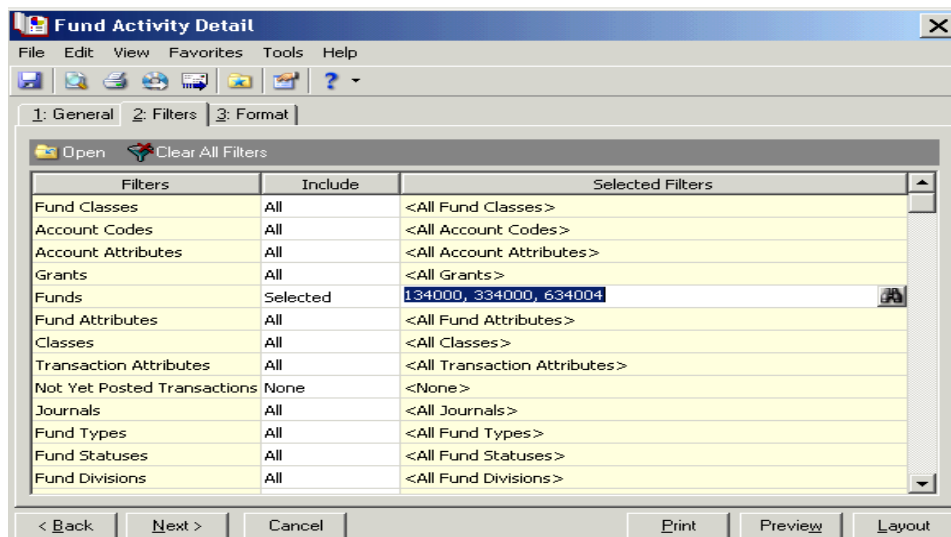 Fund Activity Detail
File Edit View Favorites Tools Help
1: General 2: Filters 3: Format
Open Clear All Filters
Filters Include Selected Filters
Fund Classes All <All Fund Classes>
Account Codes All <All Account Codes>
Account Attributes All <All Account Attributes>
Grants All <All Grants>
Funds Selected 134000, 334000, 634004
Fund Attributes All <All Fund Attributes>
Classes All <All Classes>
Transaction Attributes All <All Transaction Attributes>
Not Yet Posted Transactions None <None>
Journals All <All Journals>
Fund Types All <All Fund Types>
Fund Statuses All <All Fund Statuses>
Fund Divisions All <All Fund Divisions>
< Back Next > Cancel Print Preview Layout